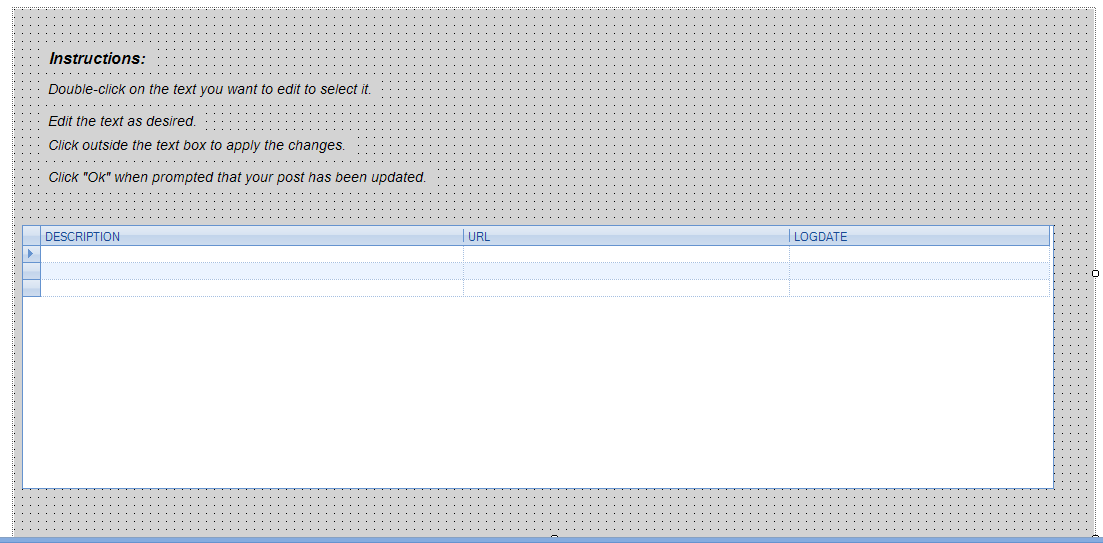 Instructions:
Double-click on the text you want to edit to select it.
Edit the text as desired.
Click outside the text box to apply the changes.
Click "Ok" when prompted that your post has been updated.
DESCRIPTION URL LOGDATE